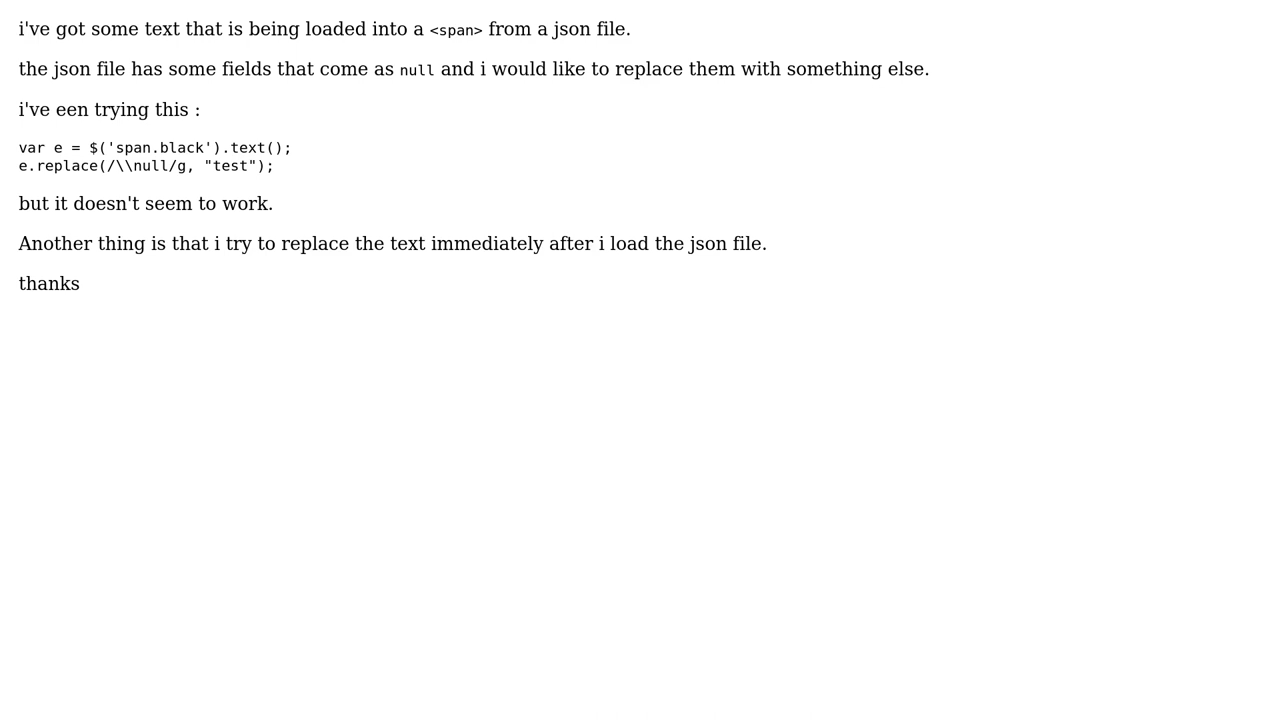 i've got some text that is being loaded into a <span> from a json file.
the json file has some fields that come as null and i would like to replace them with something else.
i've een trying this :
var e = $('span.black').text();
e.replace(/\\null/g, "test");
but it doesn't seem to work.
Another thing is that i try to replace the text immediately after i load the json file.
thanks